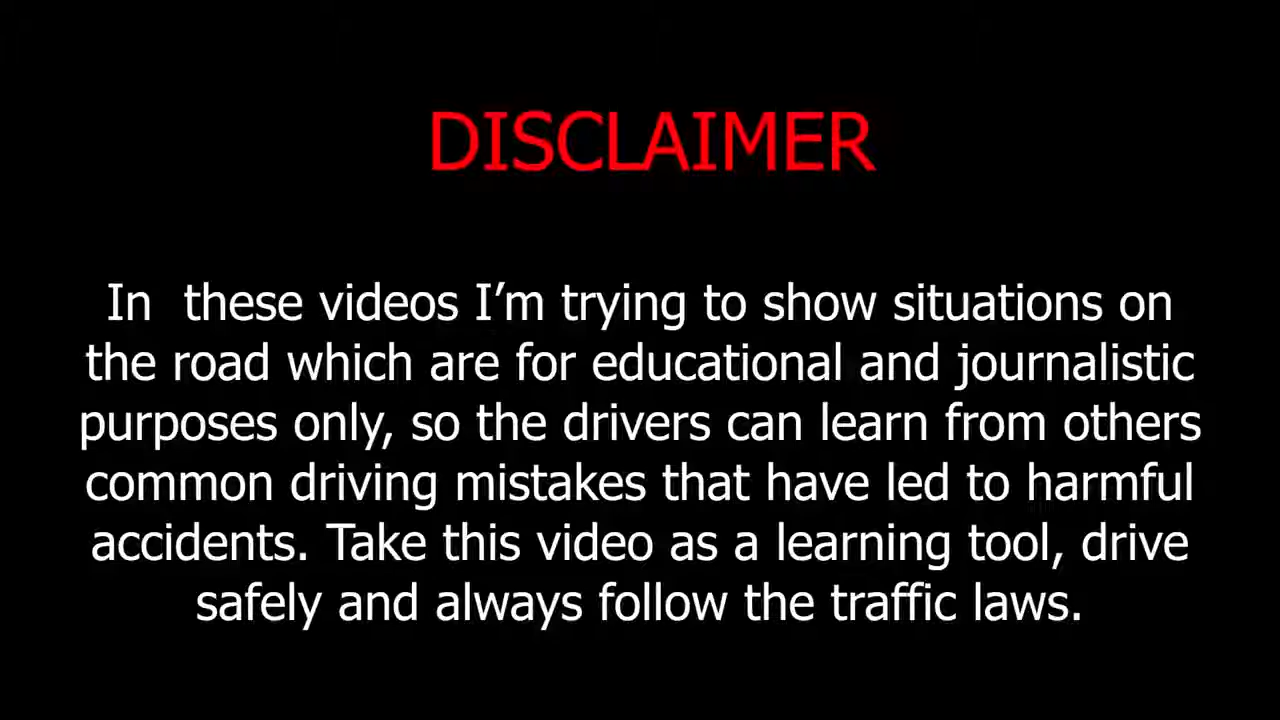 DISCLAIMER
In  these videos I’m trying to show situations on
the road which are for educational and journalistic
purposes only, so the drivers can learn from others
common driving mistakes that have led to harmful
accidents. Take this video as a learning tool, drive
safely and always follow the traffic laws.